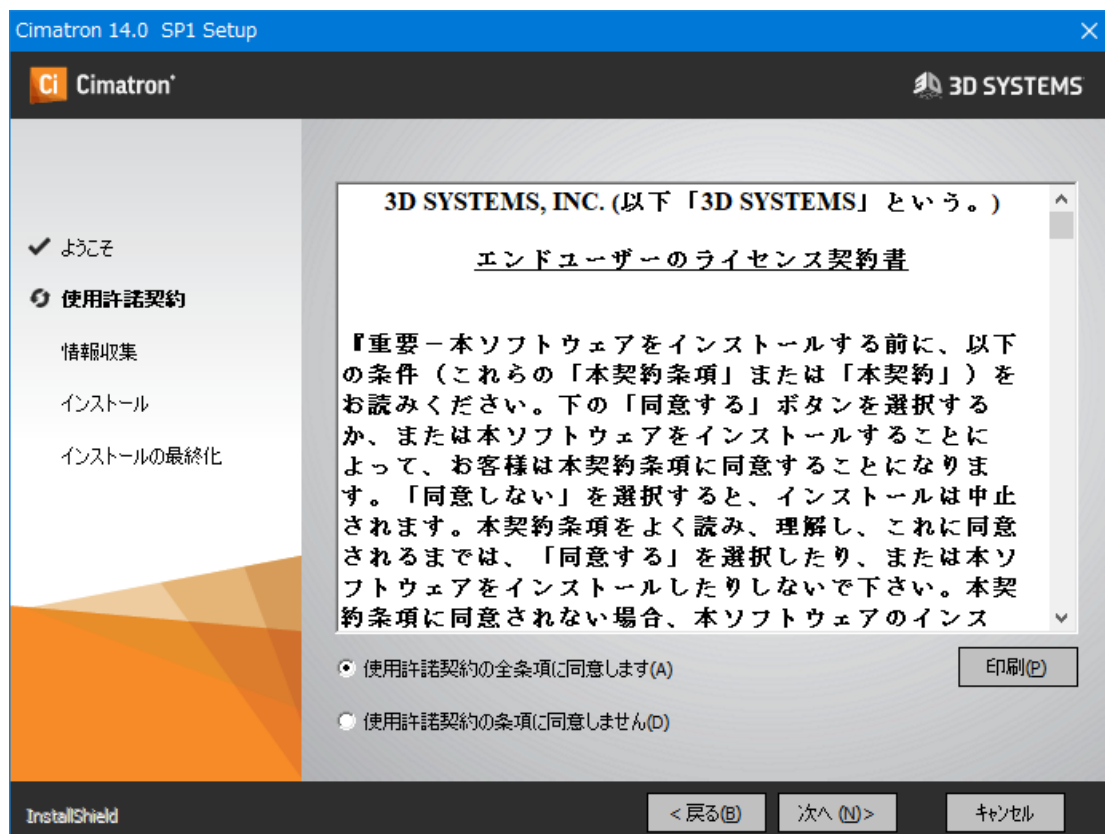 Cimatron 14.0 SP1 Setup
Ci Cimatron
3D SYSTEMS
ようこそ
使用許諾契約
情報収集
インストール
インストールの最終化
3D SYSTEMS, INC. (以下「3D SYSTEMS」という。)
エンドユーザーのライセンス契約書
『重要－本ソフトウェアをインストールする前に、以下
の条件（これらの「本契約条項」または「本契約」）を
お読みください。下の「同意する」ボタンを選択する
か、または本ソフトウェアをインストールすることに
よって、お客様は本契約条項に同意することになりま
す。「同意しない」を選択すると、インストールは中止
されます。本契約条項をよく読み、理解し、これに同意
されるまでは、「同意する」を選択したり、または本ソ
フトウェアをインストールしたりしないで下さい。本契
約条項に同意されない場合、本ソフトウェアのインス
使用許諾契約の全条項に同意します(A)
印刷(P)
使用許諾契約の条項に同意しません(D)
InstallShield
< 戻る(B)
次へ (N)>
キャンセル